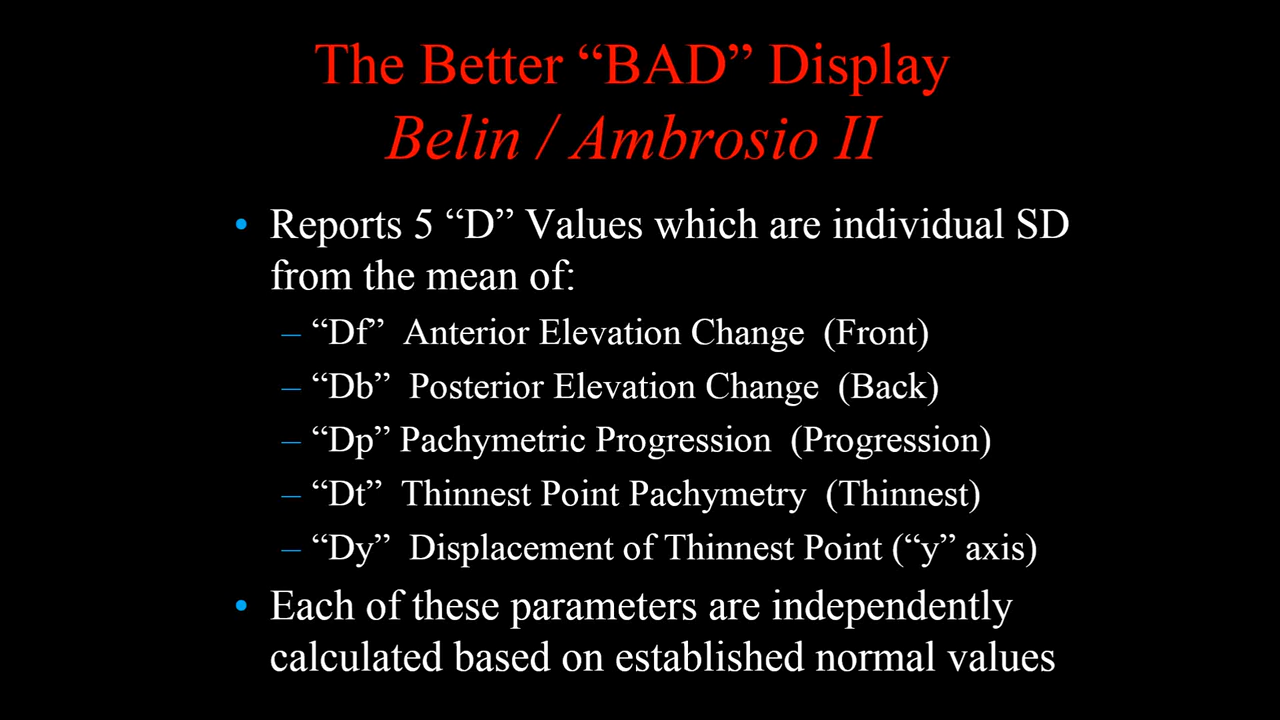 The Better “BAD” Display
Belin / Ambrosio II
• Reports 5 “D” Values which are individual SD
from the mean of:
– “Df” Anterior Elevation Change (Front)
– “Db” Posterior Elevation Change (Back)
– “Dp” Pachymetric Progression (Progression)
– “Dt” Thinnest Point Pachymetry (Thinnest)
– “Dy” Displacement of Thinnest Point (“y” axis)
• Each of these parameters are independently
calculated based on established normal values